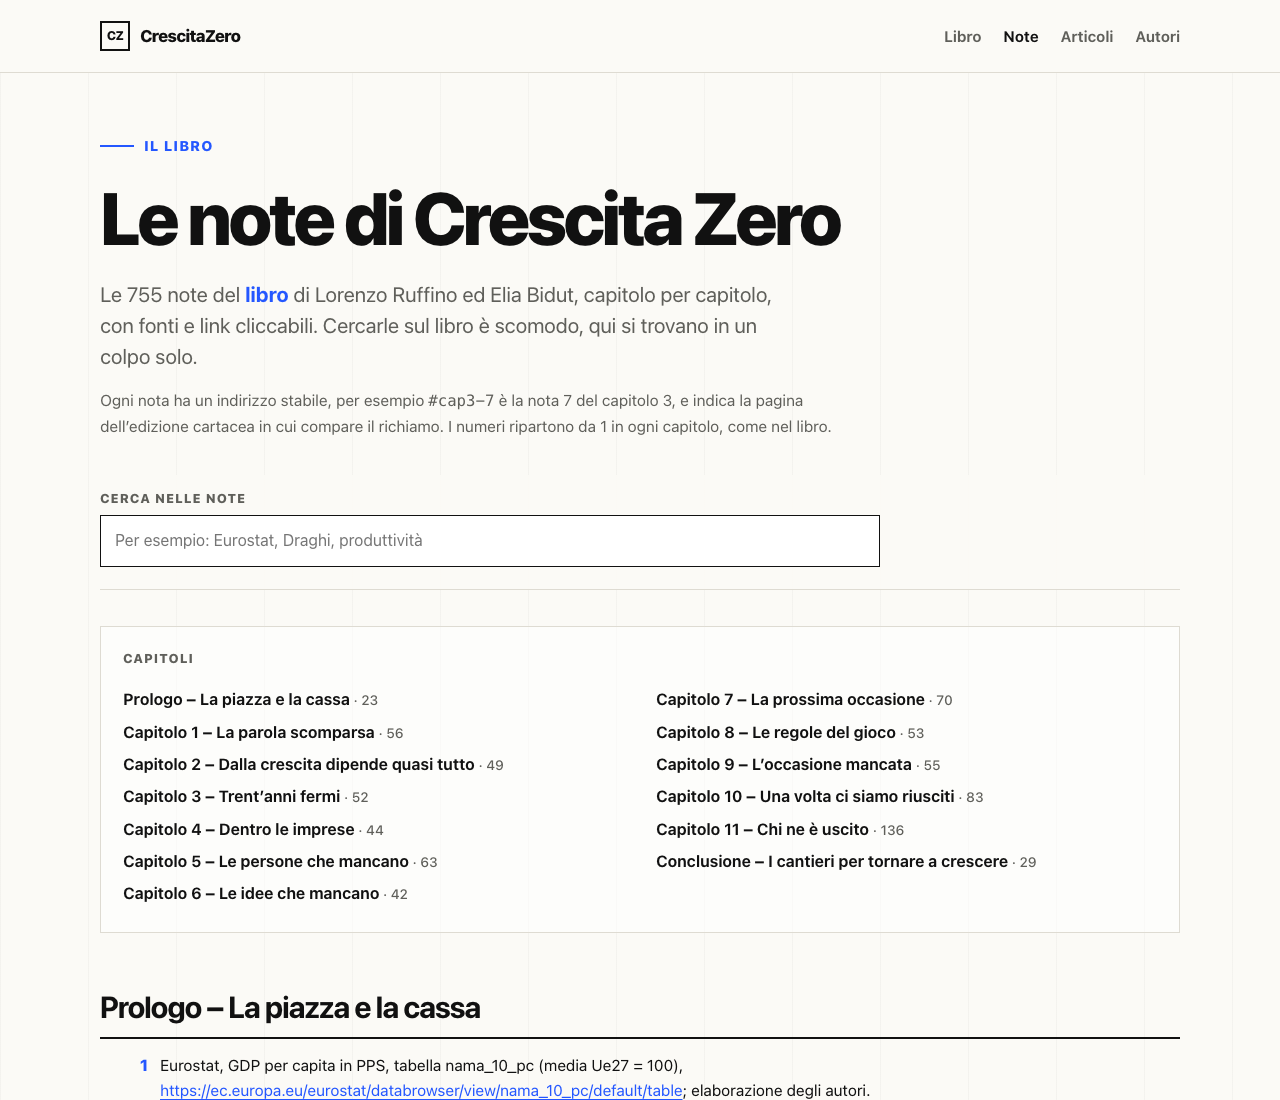 CZ CrescitaZero
Libro Note Articoli Autori
IL LIBRO
Le note di Crescita Zero
Le 755 note del libro di Lorenzo Ruffino ed Elia Bidut, capitolo per capitolo,
con fonti e link cliccabili. Cercarle sul libro è scomodo, qui si trovano in un
colpo solo.
Ogni nota ha un indirizzo stabile, per esempio #cap3-7 è la nota 7 del capitolo 3, e indica la pagina
dell’edizione cartacea in cui compare il richiamo. I numeri ripartono da 1 in ogni capitolo, come nel libro.
CERCA NELLE NOTE
Per esempio: Eurostat, Draghi, produttività
CAPITOLI
Prologo – La piazza e la cassa · 23
Capitolo 1 – La parola scomparsa · 56
Capitolo 2 – Dalla crescita dipende quasi tutto · 49
Capitolo 3 – Trent’anni fermi · 52
Capitolo 4 – Dentro le imprese · 44
Capitolo 5 – Le persone che mancano · 63
Capitolo 6 – Le idee che mancano · 42
Capitolo 7 – La prossima occasione · 70
Capitolo 8 – Le regole del gioco · 53
Capitolo 9 – L’occasione mancata · 55
Capitolo 10 – Una volta ci siamo riusciti · 83
Capitolo 11 – Chi ne è uscito · 136
Conclusione – I cantieri per tornare a crescere · 29
Prologo – La piazza e la cassa
1 Eurostat, GDP per capita in PPS, tabella nama_10_pc (media Ue27 = 100),
https://ec.europa.eu/eurostat/databrowser/view/nama_10_pc/default/table; elaborazione degli autori.